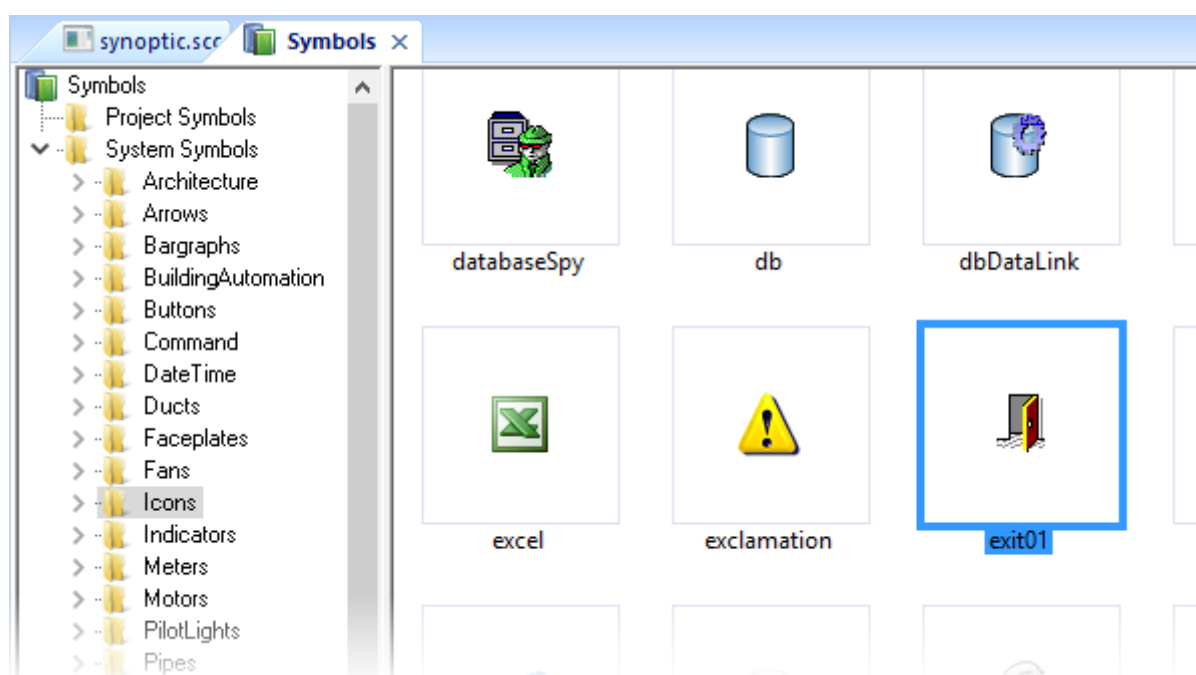 synoptic.scc
Symbols
Symbols
Project Symbols
System Symbols
Architecture
Arrows
Bargraphs
BuildingAutomation
Buttons
Command
DateTime
Ducts
Faceplates
Fans
Icons
Indicators
Meters
Motors
PilotLights
Pipes
databaseSpy db dbDataLink
excel exclamation exit01